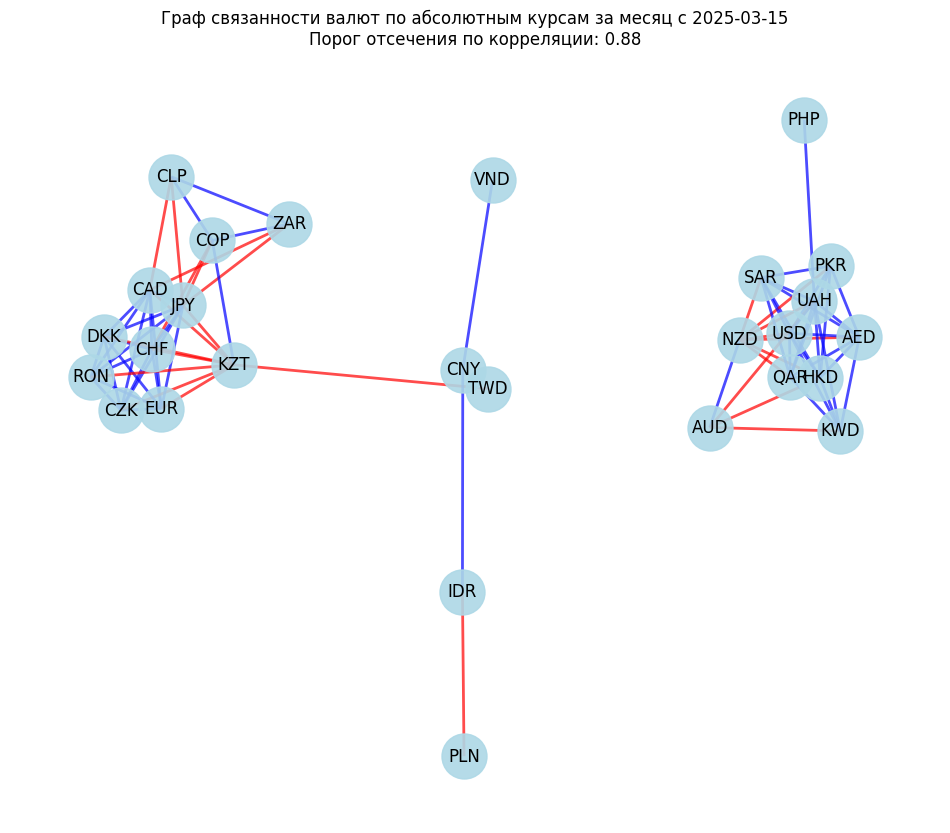 Граф связанности валют по абсолютным курсам за месяц с 2025-03-15
Порог отсечения по корреляции: 0.88
PHP
CLP
VND
ZAR
COP
PKR
SAR
CAD
UAH
JPY
USD
DKK
AED
NZD
CHF
KZT
CNY
RON
QAR
HKD
TWD
CZK
EUR
AUD
KWD
IDR
PLN